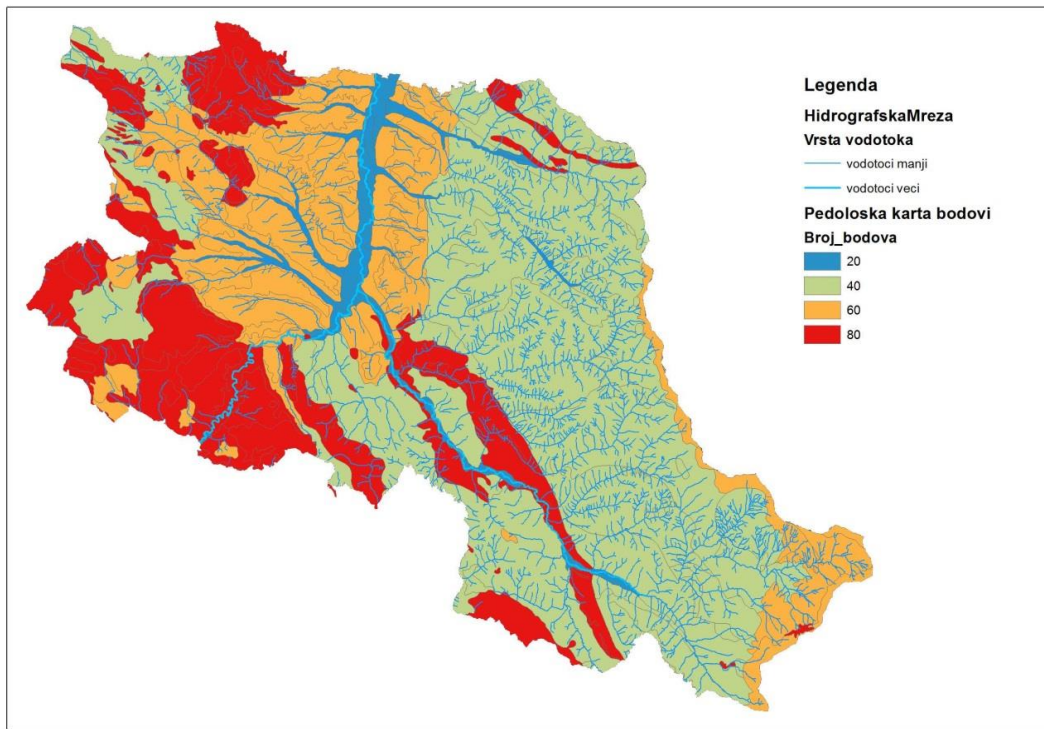 Legenda
HidrografskaMreza
Vrsta vodotoka
vodotoci manji
vodotoci veci
Pedoloska karta bodovi
Broj_bodova
20
40
60
80